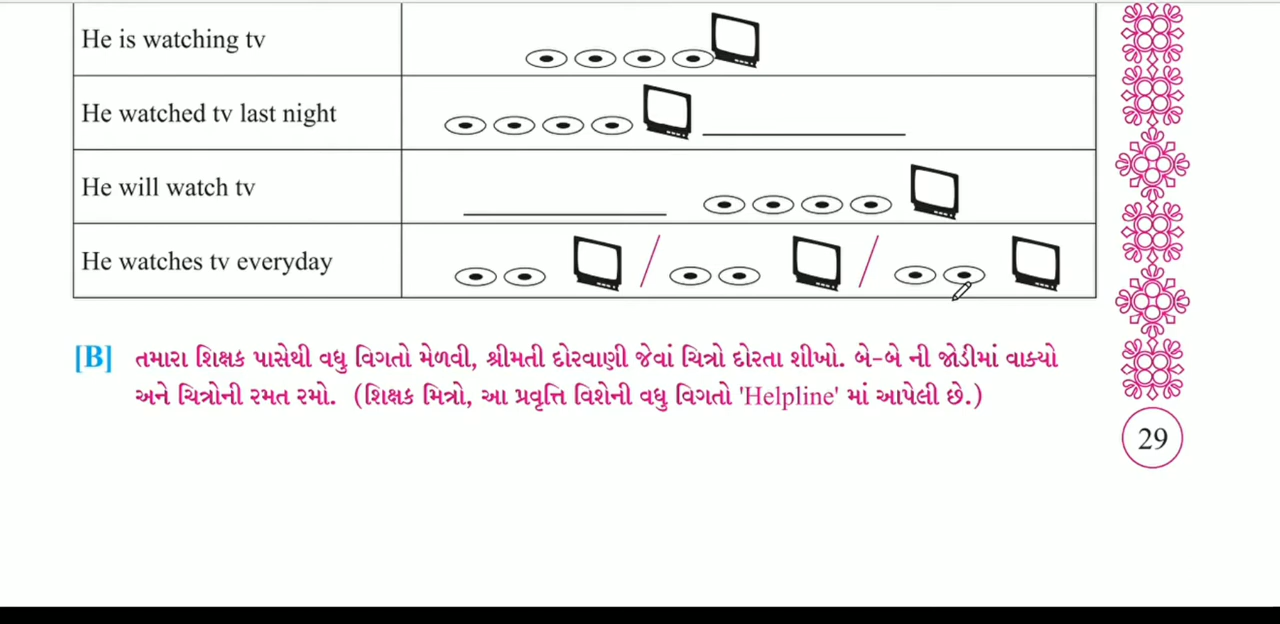 He is watching tv
He watched tv last night
He will watch tv
He watches tv everyday
[B] તમારા શિક્ષક પાસેથી વધુ વિગતો મેળવી, શ્રીમતી દોરવાણી જેવાં ચિત્રો દોરતા શીખો. બે-બે ની જોડીમાં વાક્યો
અને ચિત્રોની રમત રમો. (શિક્ષક મિત્રો, આ પ્રવૃત્તિ વિશેની વધુ વિગતો 'Helpline' માં આપેલી છે.)
29